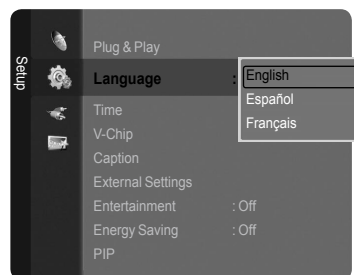 Setup
Plug & Play
Language : English
Español
Français
Time
V-Chip
Caption
External Settings
Entertainment : Off
Energy Saving : Off
PIP